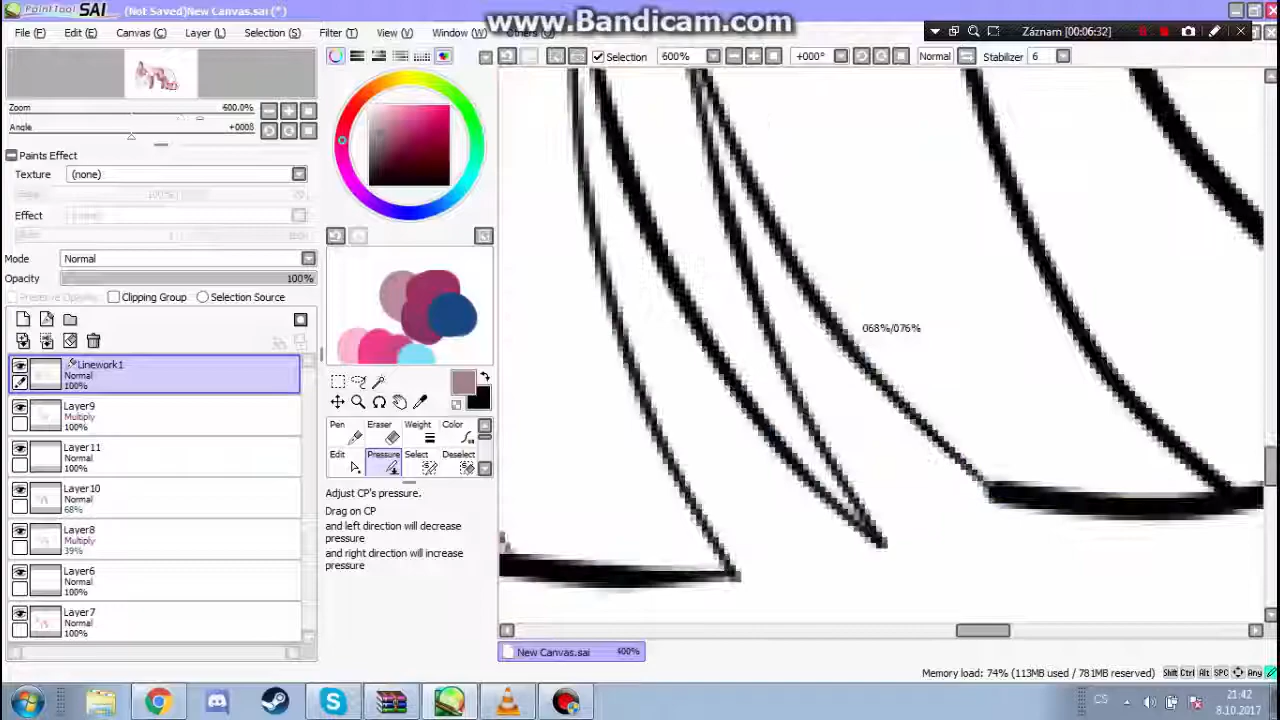 www.Bandicam.com
PaintTool SAI (Not Saved)New Canvas.sai (*)
File (F) Edit (E) Canvas (C) Layer (L) Selection (S) Filter (T) View (V) Window (W) Others (O)
Záznam [00:06:32]
Selection 600% +000° Normal Stabilizer 6
Zoom 600.0%
Angle +000§
Paints Effect
Texture (none)
Effect
Mode Normal
Opacity 100%
Preserve Opacity Clipping Group Selection Source
Linework1
Normal
100%
Layer9
Multiply
100%
Layer11
Normal
100%
Layer10
Normal
68%
Layer8
Multiply
39%
Layer6
Normal
100%
Layer7
Normal
100%
Pen Eraser Weight Color
Edit Pressure Select Deselect
Adjust CP's pressure.
Drag on CP
and left direction will decrease
pressure
and right direction will increase
pressure
068%/076%
New Canvas.sai 600%
Memory load: 74% (113MB used / 781MB reserved) Shift Ctrl Alt SPC Any
CS
21:42
8.10.2017